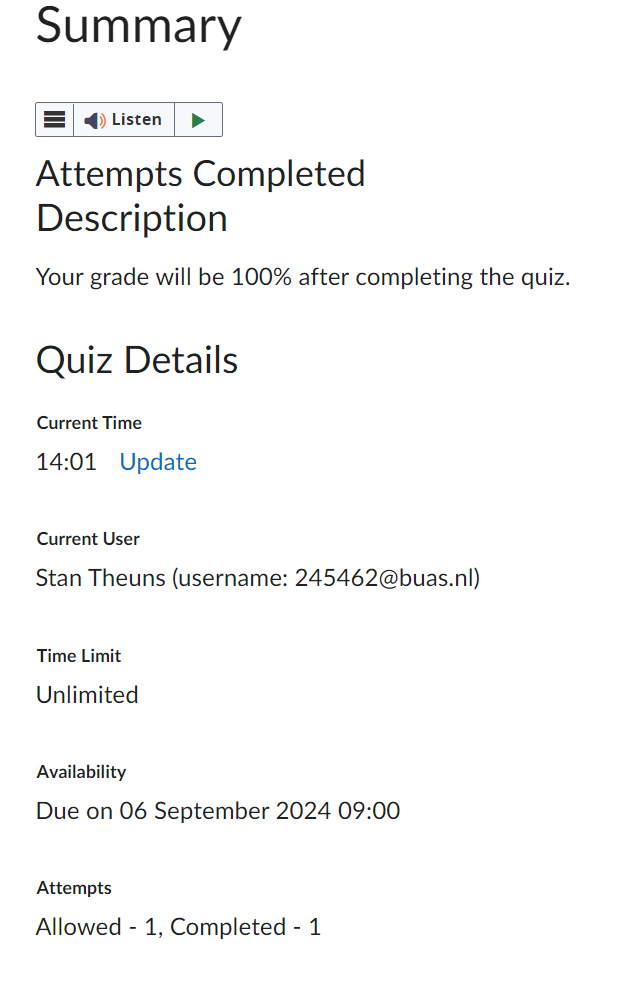 Summary
Listen
Attempts Completed
Description
Your grade will be 100% after completing the quiz.
Quiz Details
Current Time
14:01 Update
Current User
Stan Theuns (username: 245462@buas.nl)
Time Limit
Unlimited
Availability
Due on 06 September 2024 09:00
Attempts
Allowed - 1, Completed - 1